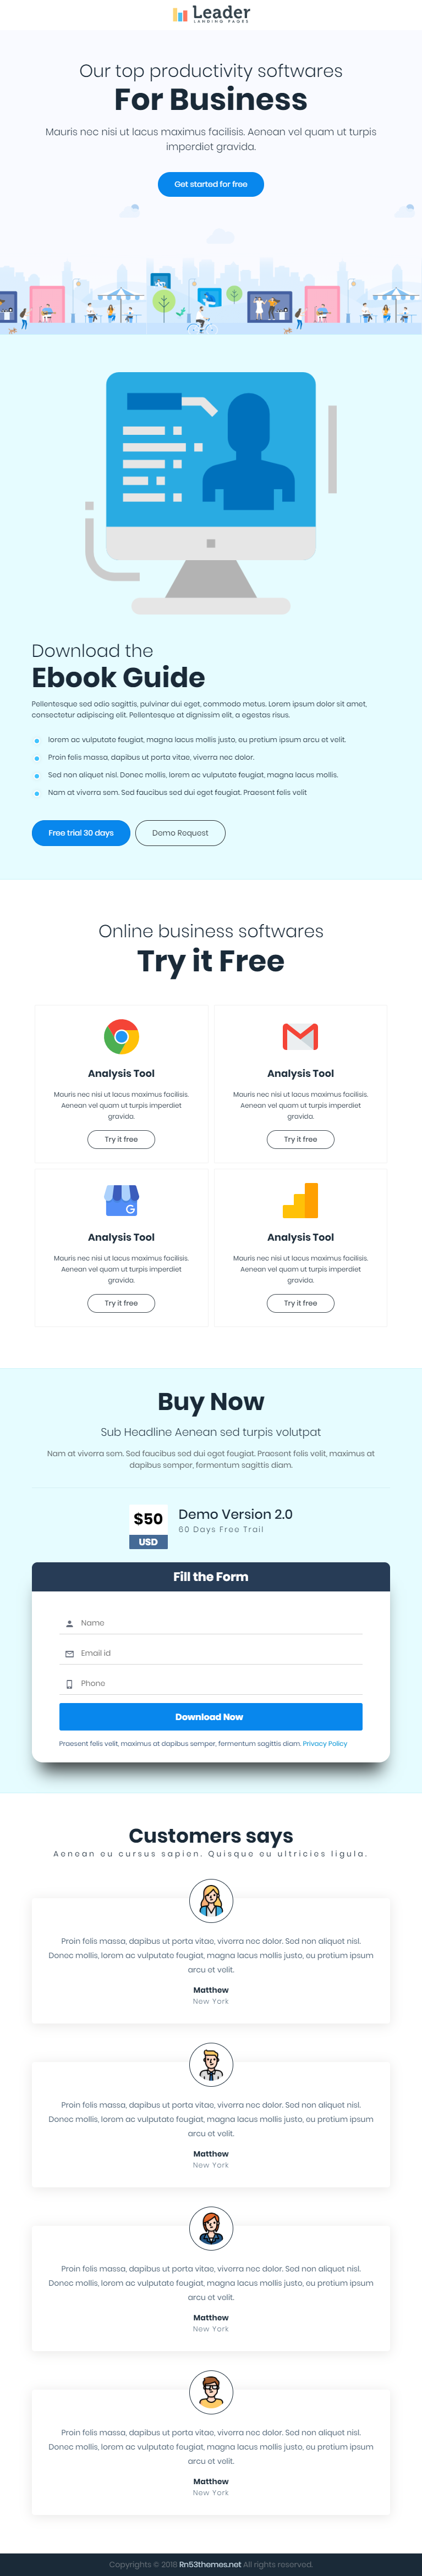 Leader
LANDING PAGES
Our top productivity softwares
For Business
Mauris nec nisi ut lacus maximus facilisis. Aenean vel quam ut turpis
imperdiet gravida.
Get started for free
Download the
Ebook Guide
Pellentesque sed odio sagittis, pulvinar dui eget, commodo metus. Lorem ipsum dolor sit amet,
consectetur adipiscing elit. Pellentesque at dignissim elit, a egestas risus.
lorem ac vulputate feugiat, magna lacus mollis justo, eu pretium ipsum arcu et velit.
Proin felis massa, dapibus ut porta vitae, viverra nec dolor.
Sed non aliquet nisl. Donec mollis, lorem ac vulputate feugiat, magna lacus mollis.
Nam at viverra sem. Sed faucibus sed dui eget feugiat. Praesent felis velit
Free trial 30 days
Demo Request
Online business softwares
Try it Free
Analysis Tool
Mauris nec nisi ut lacus maximus facilisis.
Aenean vel quam ut turpis imperdiet
gravida.
Try it free
Analysis Tool
Mauris nec nisi ut lacus maximus facilisis.
Aenean vel quam ut turpis imperdiet
gravida.
Try it free
G
Analysis Tool
Mauris nec nisi ut lacus maximus facilisis.
Aenean vel quam ut turpis imperdiet
gravida.
Try it free
Analysis Tool
Mauris nec nisi ut lacus maximus facilisis.
Aenean vel quam ut turpis imperdiet
gravida.
Try it free
Buy Now
Sub Headline Aenean sed turpis volutpat
Nam at viverra sem. Sed faucibus sed dui eget feugiat. Praesent felis velit, maximus at
dapibus semper, fermentum sagittis diam.
$50
USD
Demo Version 2.0
60 Days Free Trail
Fill the Form
Name
Email id
Phone
Download Now
Praesent felis velit, maximus at dapibus semper, fermentum sagittis diam. Privacy Policy
Customers says
Aenean eu cursus sapien. Quisque eu ultricies ligula.
Proin felis massa, dapibus ut porta vitae, viverra nec dolor. Sed non aliquet nisl.
Donec mollis, lorem ac vulputate feugiat, magna lacus mollis justo, eu pretium ipsum
arcu et velit.
Matthew
New York
Proin felis massa, dapibus ut porta vitae, viverra nec dolor. Sed non aliquet nisl.
Donec mollis, lorem ac vulputate feugiat, magna lacus mollis justo, eu pretium ipsum
arcu et velit.
Matthew
New York
Proin felis massa, dapibus ut porta vitae, viverra nec dolor. Sed non aliquet nisl.
Donec mollis, lorem ac vulputate feugiat, magna lacus mollis justo, eu pretium ipsum
arcu et velit.
Matthew
New York
Proin felis massa, dapibus ut porta vitae, viverra nec dolor. Sed non aliquet nisl.
Donec mollis, lorem ac vulputate feugiat, magna lacus mollis justo, eu pretium ipsum
arcu et velit.
Matthew
New York
Copyrights © 2018 Rn53themes.net All rights reserved.